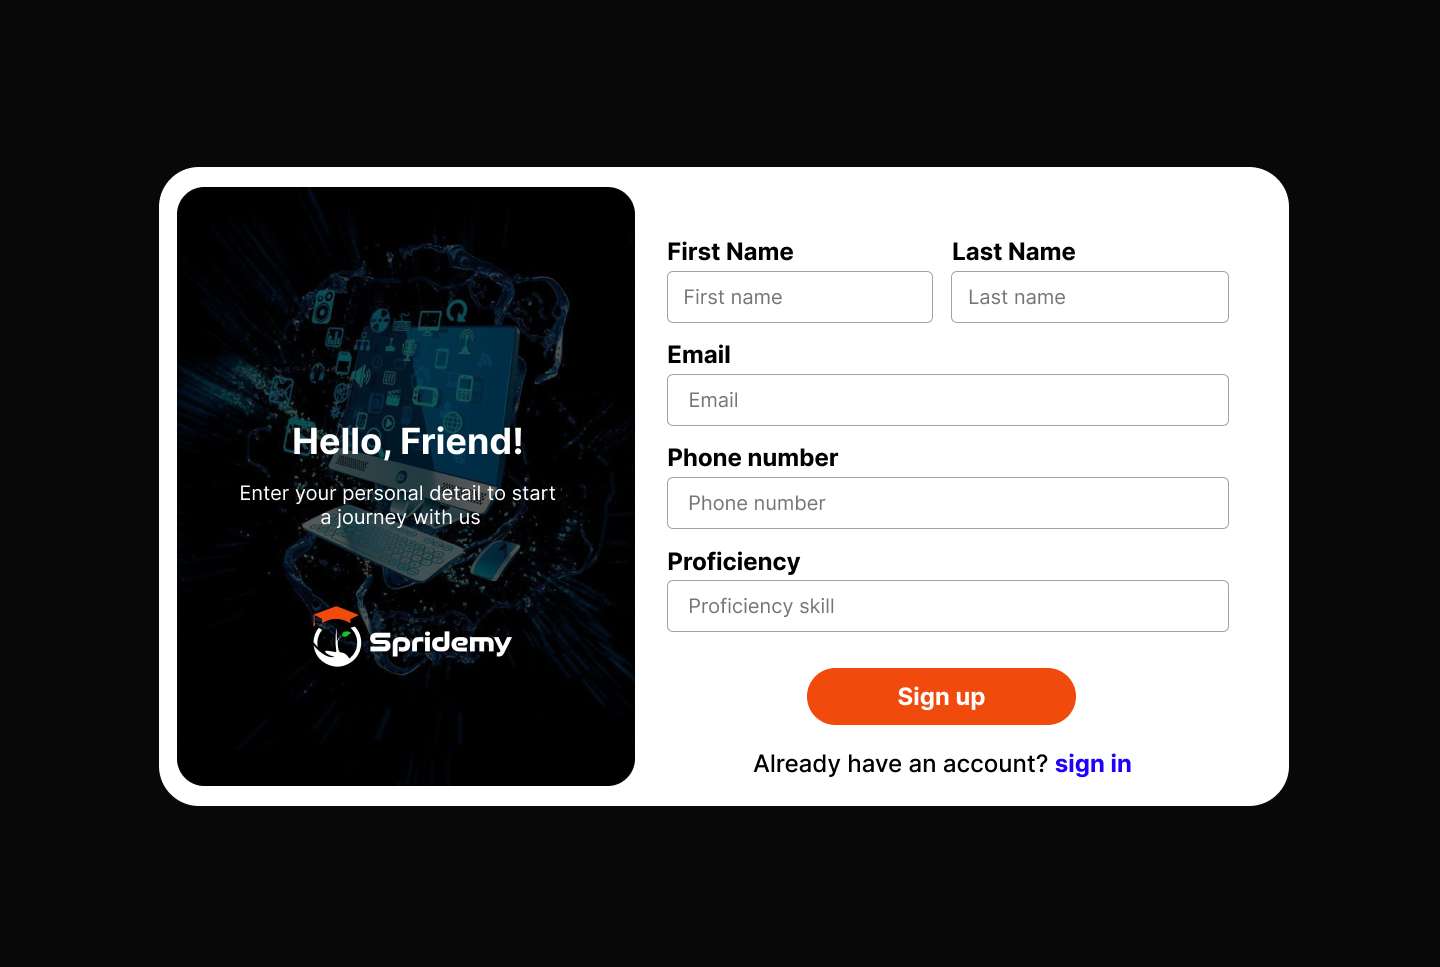 Hello, Friend!
Enter your personal detail to start
a journey with us
Spridemy
First Name
Last Name
First name
Last name
Email
Email
Phone number
Phone number
Proficiency
Proficiency skill
Sign up
Already have an account? sign in